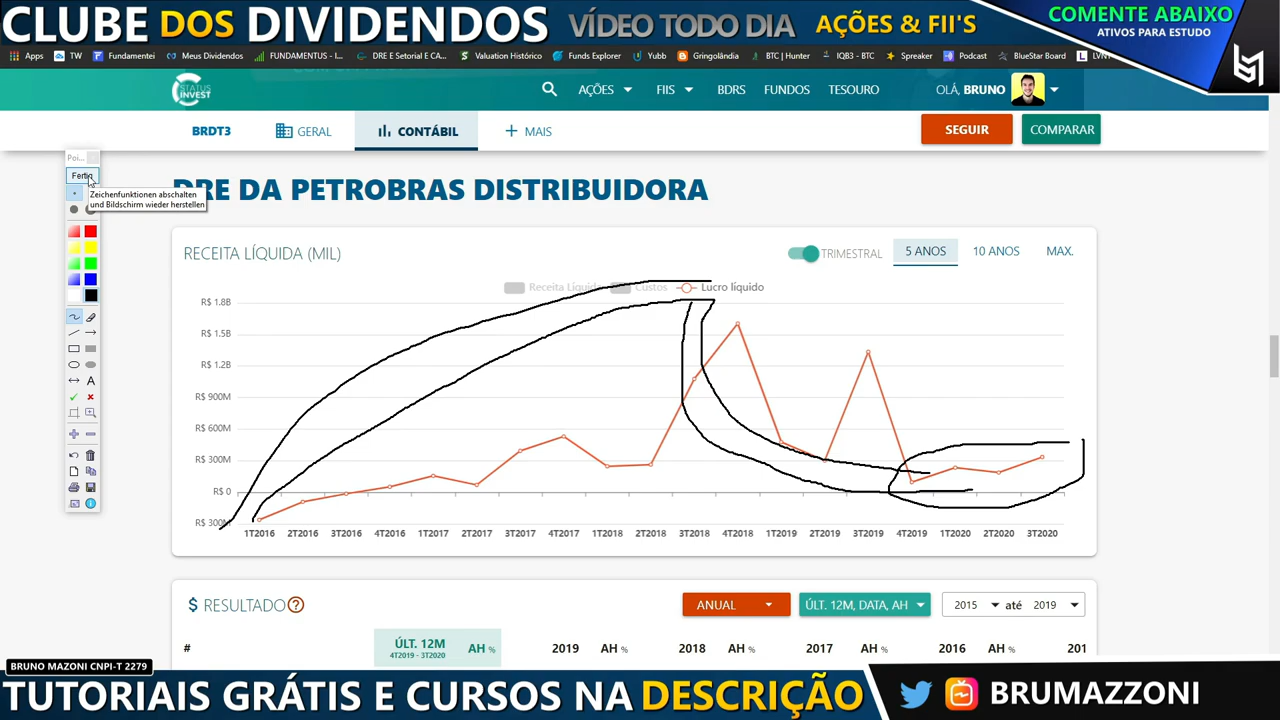 CLUBE DOS DIVIDENDOS VÍDEO TODO DIA AÇÕES & FII'S
COMENTE ABAIXO
ATIVOS PARA ESTUDO
Apps TW Fundamentei Meus Dividendos FUNDAMENTUS - I... DRE E Setorial E CA... Valuation Histórico Funds Explorer Yubb Gringolândia BTC | Hunter IQB3 - BTC Spreaker Podcast BlueStar Board
STATUS INVEST
AÇÕES FIIS BDRS FUNDOS TESOURO OLÁ, BRUNO
BRDT3 GERAL CONTÁBIL + MAIS SEGUIR COMPARAR
Poi...
Fertig
Zeichenfunktionen abschalten
und Bildschirm wieder herstellen
DRE DA PETROBRAS DISTRIBUIDORA
RECEITA LÍQUIDA (MIL) TRIMESTRAL 5 ANOS 10 ANOS MAX.
Receita Líquida Custos Lucro líquido
R$ 1.8B
R$ 1.5B
R$ 1.2B
R$ 900M
R$ 600M
R$ 300M
R$ 0
R$ 300M
1T2016 2T2016 3T2016 4T2016 1T2017 2T2017 3T2017 4T2017 1T2018 2T2018 3T2018 4T2018 1T2019 2T2019 3T2019 4T2019 1T2020 2T2020 3T2020
A
$ RESULTADO ? ANUAL ÚLT. 12M, DATA, AH 2015 até 2019
# ÚLT. 12M AH % 2019 AH % 2018 AH % 2017 AH % 2016 AH % 201
4T2019 - 3T2020
BRUNO MAZONI CNPI-T 2279
TUTORIAIS GRÁTIS E CURSOS NA DESCRIÇÃO BRUMAZZONI